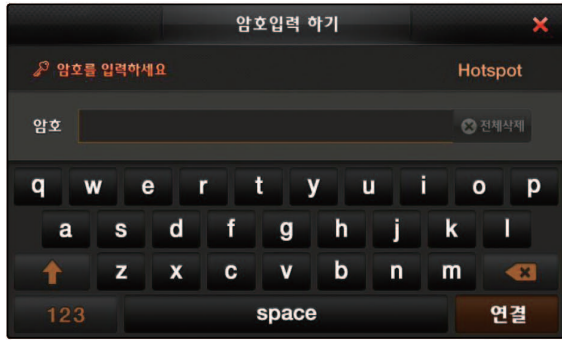 암호입력 하기
암호를 입력하세요 Hotspot
암호 전체삭제
q w e r t y u i o p
a s d f g h j k l
z x c v b n m
123 space 연결